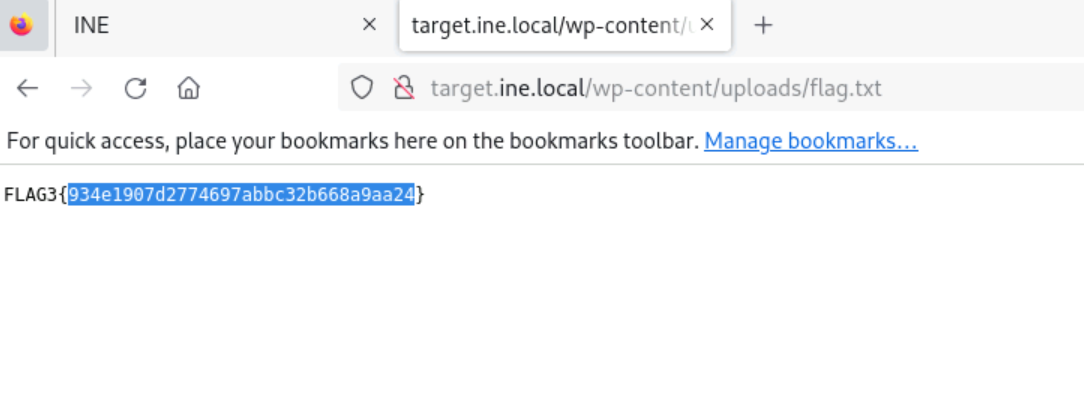 INE
target.ine.local/wp-content/u
target.ine.local/wp-content/uploads/flag.txt
For quick access, place your bookmarks here on the bookmarks toolbar. Manage bookmarks…
FLAG3{934e1907d2774697abbc32b668a9aa24}